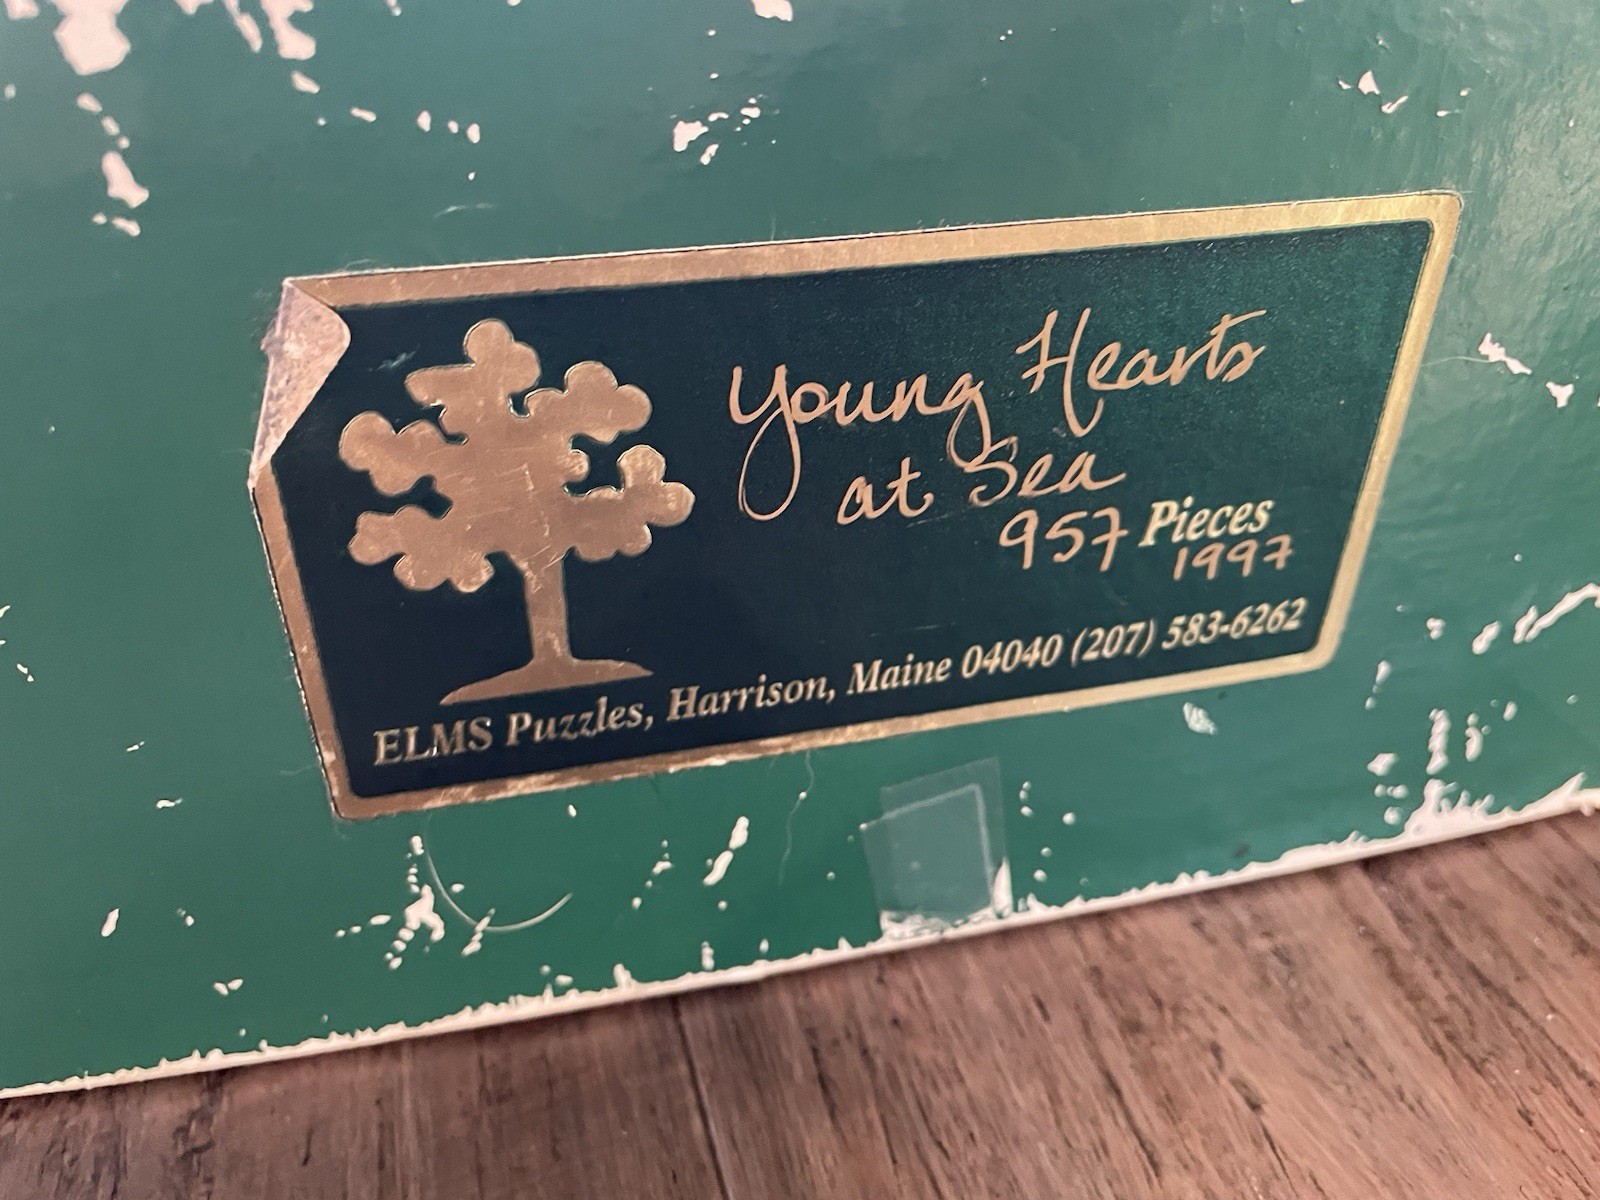 Young Hearts
at Sea
957 Pieces
1997
ELMS Puzzles, Harrison, Maine 04040 (207) 583-6262